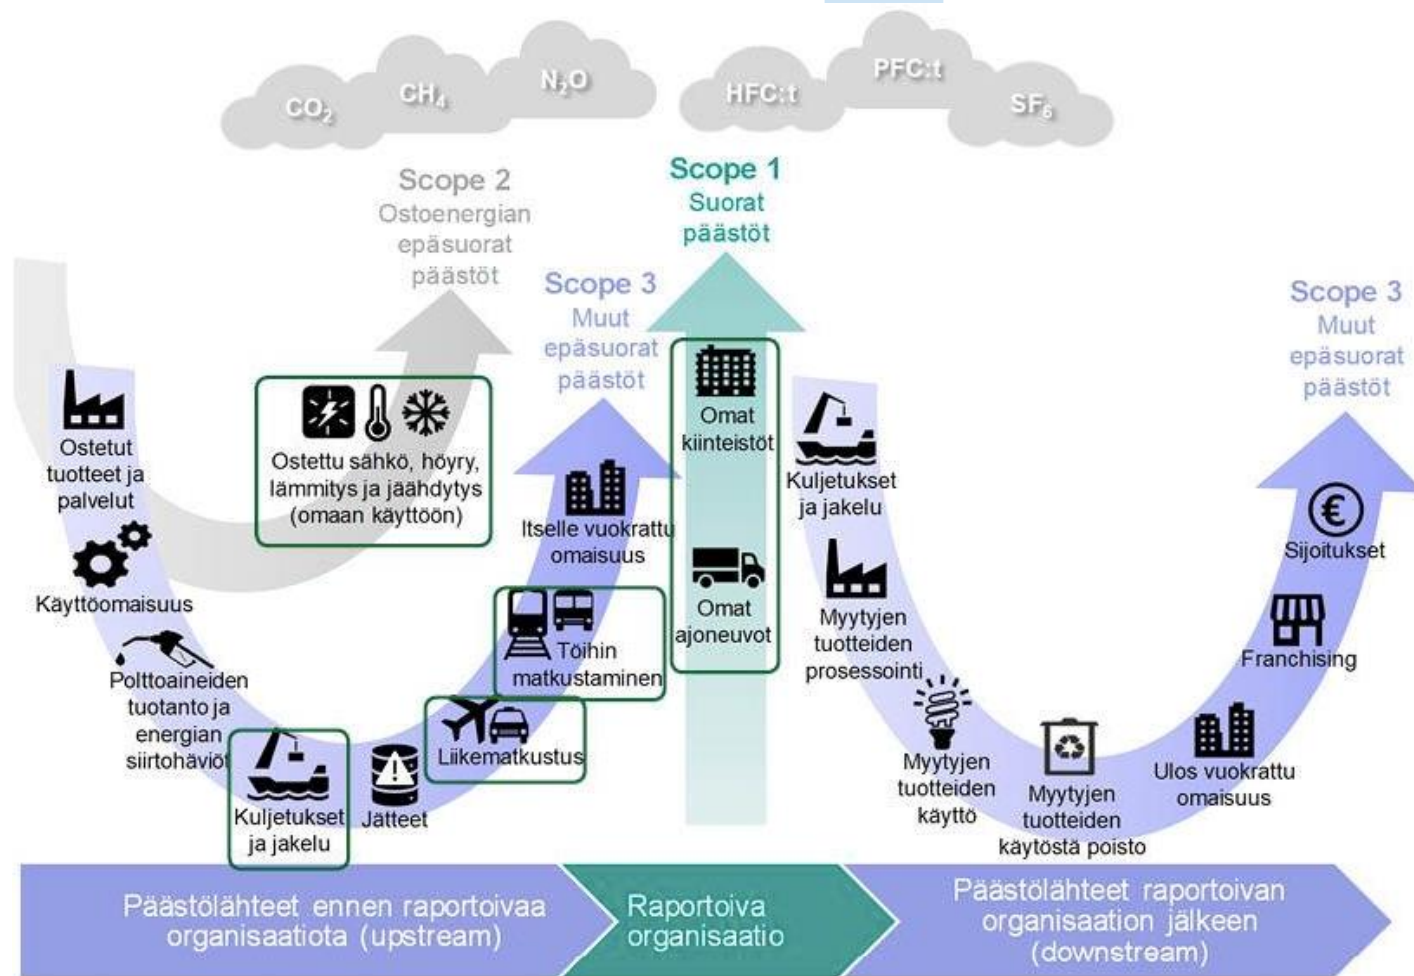 CO₂
CH₄
N₂O
HFC:t
PFC:t
SF₆
Scope 2
Ostoenergian
epäsuorat
päästöt
Scope 1
Suorat
päästöt
Scope 3
Muut
epäsuorat
päästöt
Scope 3
Muut
epäsuorat
päästöt
Ostetut
tuotteet ja
palvelut
Käyttöomaisuus
Polttoaineiden
tuotanto ja
energian
siirtohäviöt
Kuljetukset
ja jakelu
Jätteet
Liikematkustus
Töihin
matkustaminen
Itselle vuokrattu
omaisuus
Ostettu sähkö, höyry,
lämmitys ja jäähdytys
(omaan käyttöön)
Omat
kiinteistöt
Omat
ajoneuvot
Kuljetukset
ja jakelu
Myytyjen
tuotteiden
prosessointi
Myytyjen
tuotteiden
käyttö
Myytyjen
tuotteiden
käytöstä poisto
Ulos vuokrattu
omaisuus
Franchising
€
Sijoitukset
Päästölähteet ennen raportoivaa
organisaatiota (upstream)
Raportoiva
organisaatio
Päästölähteet raportoivan
organisaation jälkeen
(downstream)